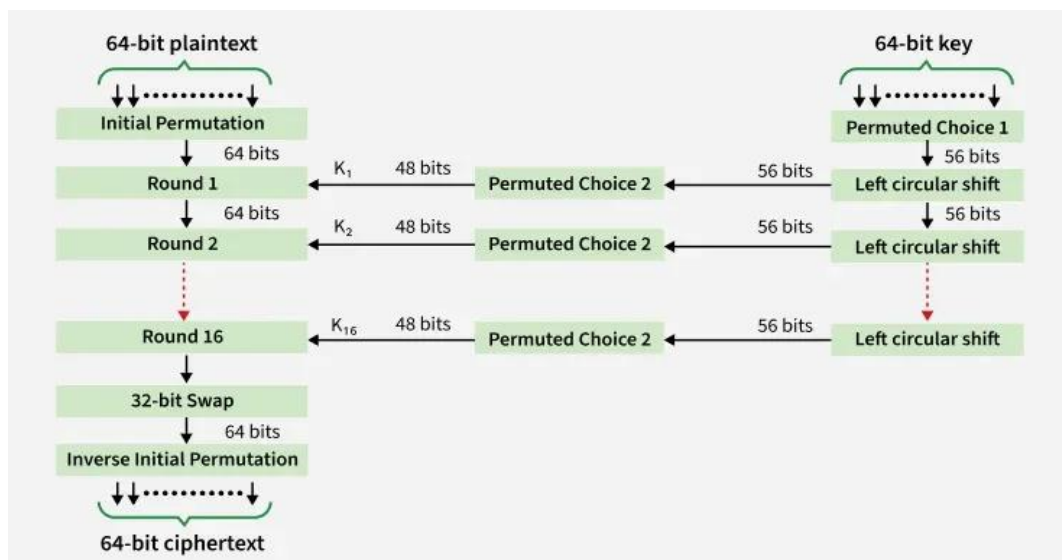 64-bit plaintext
64-bit key
Initial Permutation
Permuted Choice 1
64 bits
56 bits
Round 1
K₁
48 bits
Permuted Choice 2
56 bits
Left circular shift
64 bits
56 bits
Round 2
K₂
48 bits
Permuted Choice 2
56 bits
Left circular shift
Round 16
K₁₆
48 bits
Permuted Choice 2
56 bits
Left circular shift
32-bit Swap
64 bits
Inverse Initial Permutation
64-bit ciphertext